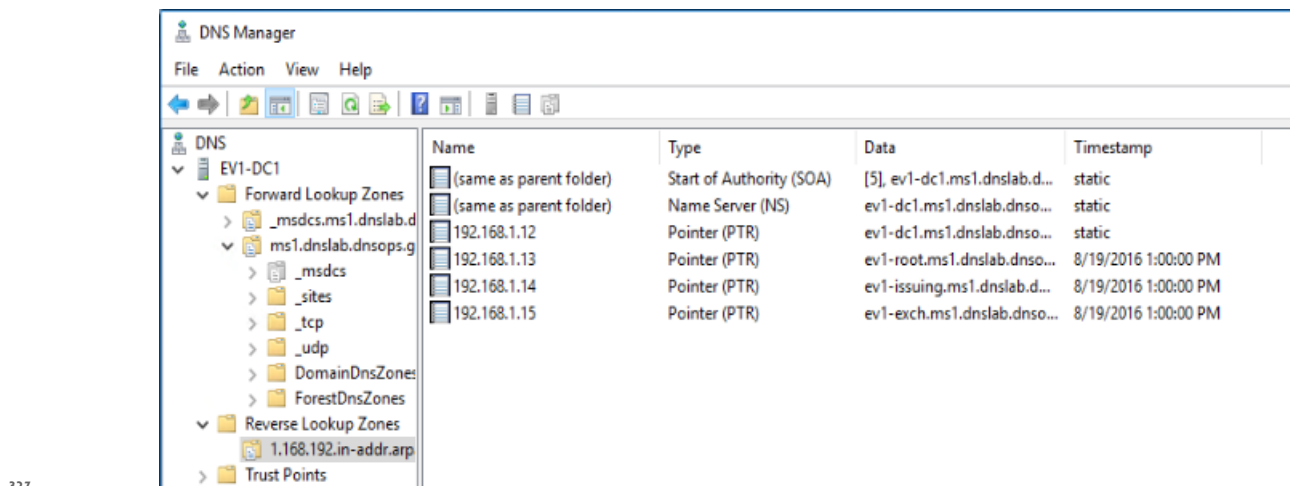 DNS Manager
File Action View Help
DNS
EV1-DC1
Forward Lookup Zones
_msdcs.ms1.dnslab.d
ms1.dnslab.dnsops.g
_msdcs
_sites
_tcp
_udp
DomainDnsZones
ForestDnsZones
Reverse Lookup Zones
1.168.192.in-addr.arp
Trust Points
Name Type Data Timestamp
(same as parent folder) Start of Authority (SOA) [5], ev1-dc1.ms1.dnslab.d... static
(same as parent folder) Name Server (NS) ev1-dc1.ms1.dnslab.dnso... static
192.168.1.12 Pointer (PTR) ev1-dc1.ms1.dnslab.dnso... static
192.168.1.13 Pointer (PTR) ev1-root.ms1.dnslab.dnso... 8/19/2016 1:00:00 PM
192.168.1.14 Pointer (PTR) ev1-issuing.ms1.dnslab.d... 8/19/2016 1:00:00 PM
192.168.1.15 Pointer (PTR) ev1-exch.ms1.dnslab.dnso... 8/19/2016 1:00:00 PM